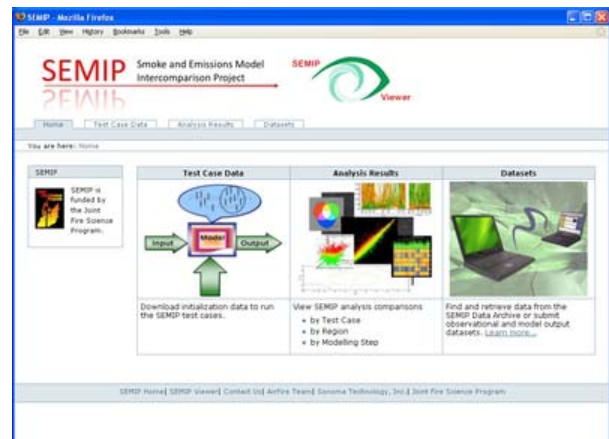 SEMIP - Mozilla Firefox
File Edit View History Bookmarks Tools Help
SEMIP Smoke and Emissions Model
Intercomparison Project
SEMIP
Viewer
Home Test Case Data Analysis Results Datasets
You are here: Home
SEMIP
SEMIP is
funded by
the Joint
Fire Science
Program.
Test Case Data
Input Model Output
Download initialization data to run
the SEMIP test cases.
Analysis Results
View SEMIP analysis comparisons
• by Test Case
• by Region
• by Modelling Step
Datasets
Find and retrieve data from the
SEMIP Data Archive or submit
observational and model output
datasets. Learn more...
SEMIP Home| SEMIP Viewer| Contact Us| AirFire Team| Sonoma Technology, Inc.| Joint Fire Science Program